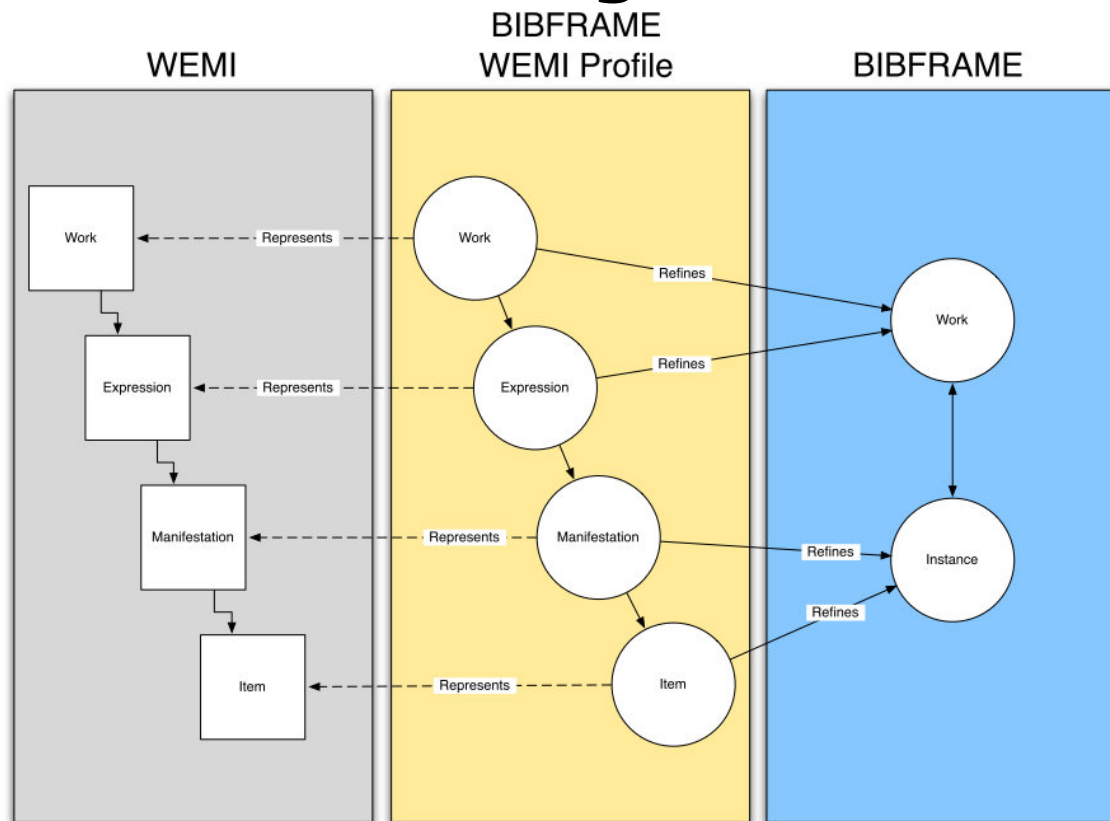 WEMI
BIBFRAME
WEMI Profile
BIBFRAME
Work
Represents
Work
Refines
Work
Expression
Represents
Expression
Refines
Manifestation
Represents
Manifestation
Refines
Instance
Refines
Item
Represents
Item